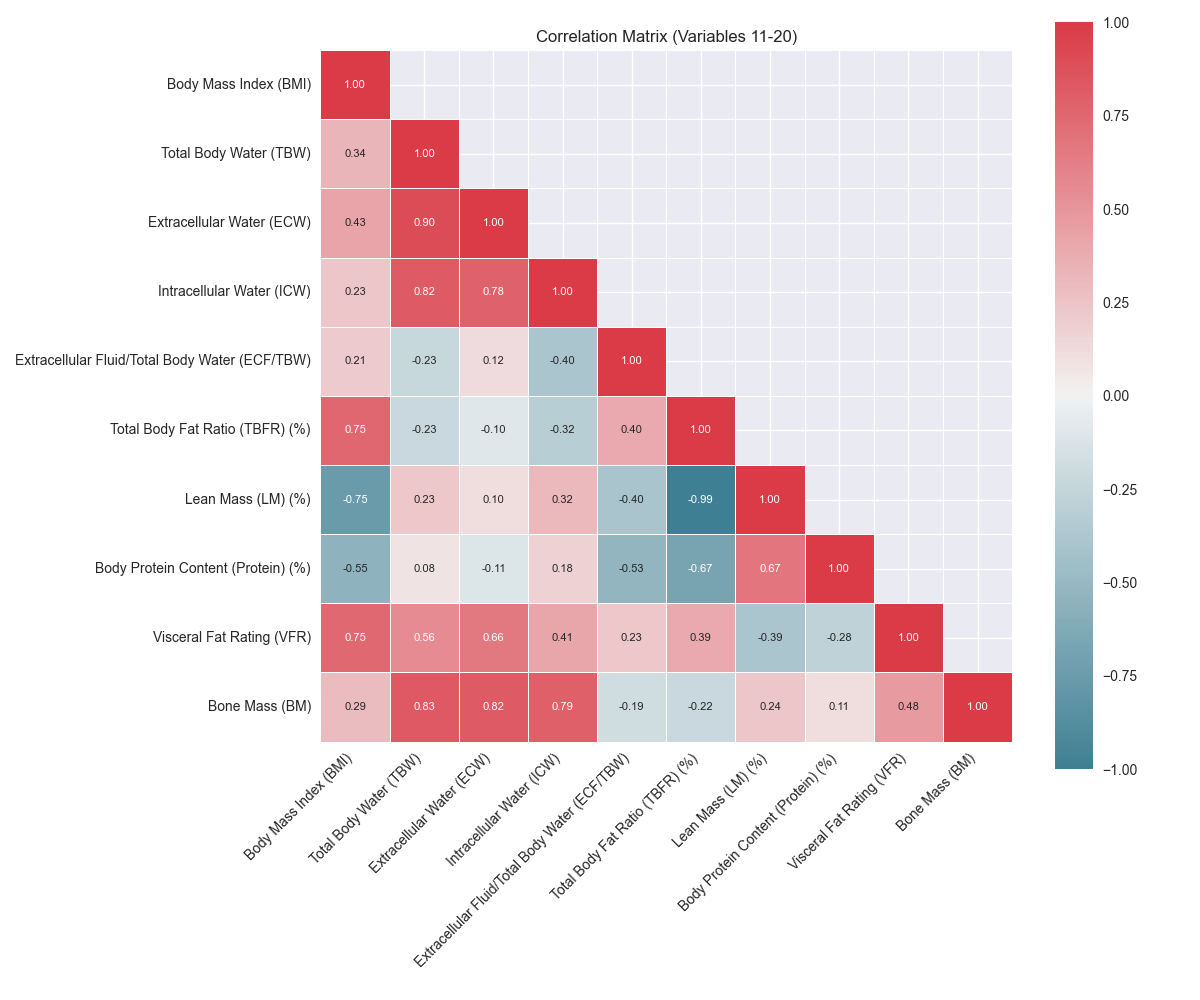 Correlation Matrix (Variables 11-20)
Body Mass Index (BMI) 1.00
Total Body Water (TBW) 0.34 1.00
Extracellular Water (ECW) 0.43 0.90 1.00
Intracellular Water (ICW) 0.23 0.82 0.78 1.00
Extracellular Fluid/Total Body Water (ECF/TBW) 0.21 -0.23 0.12 -0.40 1.00
Total Body Fat Ratio (TBFR) (%) 0.75 -0.23 -0.10 -0.32 0.40 1.00
Lean Mass (LM) (%) -0.75 0.23 0.10 0.32 -0.40 -0.99 1.00
Body Protein Content (Protein) (%) -0.55 0.08 -0.11 0.18 -0.53 -0.67 0.67 1.00
Visceral Fat Rating (VFR) 0.75 0.56 0.66 0.41 0.23 0.39 -0.39 -0.28 1.00
Bone Mass (BM) 0.29 0.83 0.82 0.79 -0.19 -0.22 0.24 0.11 0.48 1.00
Body Mass Index (BMI)
Total Body Water (TBW)
Extracellular Water (ECW)
Intracellular Water (ICW)
Extracellular Fluid/Total Body Water (ECF/TBW)
Total Body Fat Ratio (TBFR) (%)
Lean Mass (LM) (%)
Body Protein Content (Protein) (%)
Visceral Fat Rating (VFR)
Bone Mass (BM)
1.00
0.75
0.50
0.25
0.00
−0.25
−0.50
−0.75
−1.00